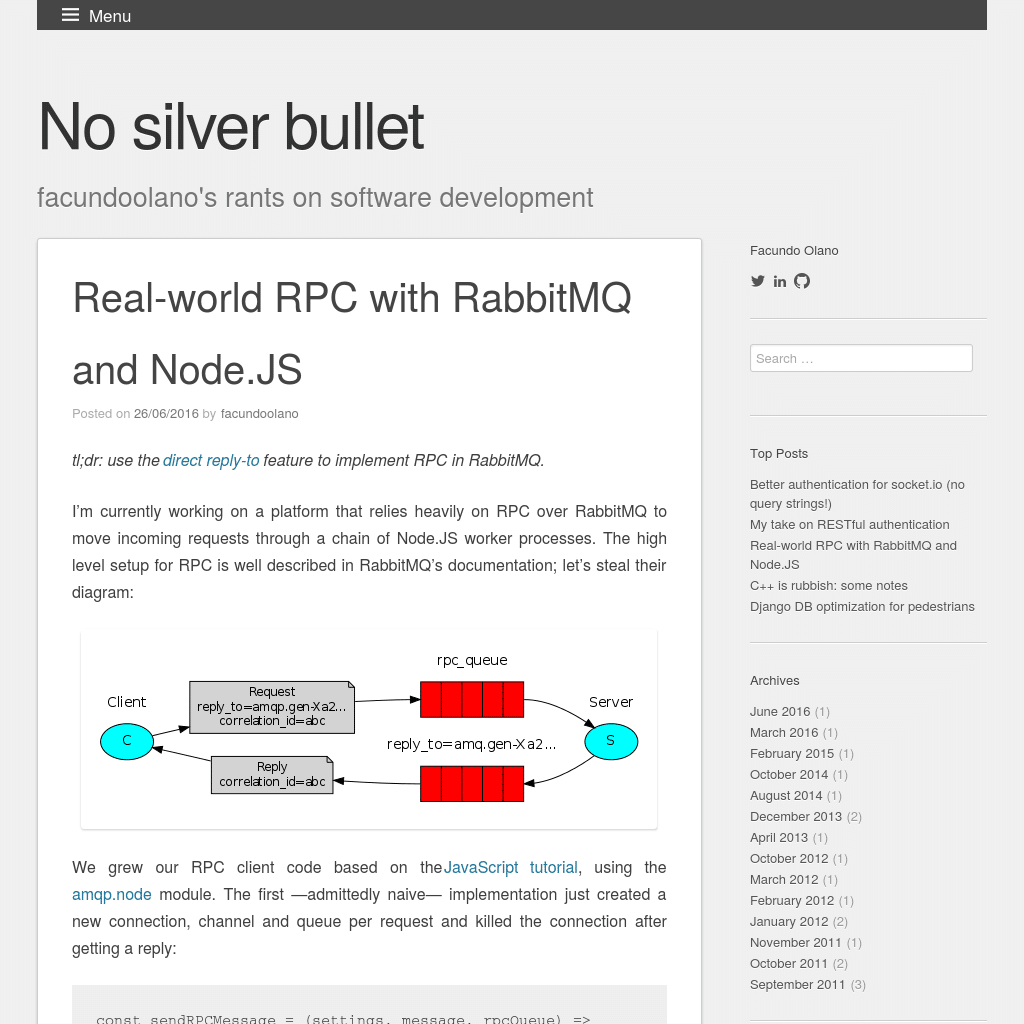 Menu
No silver bullet
facundoolano's rants on software development
Real-world RPC with RabbitMQ
and Node.JS
Posted on 26/06/2016 by facundoolano
tl;dr: use the direct reply-to feature to implement RPC in RabbitMQ.
I’m currently working on a platform that relies heavily on RPC over RabbitMQ to
move incoming requests through a chain of Node.JS worker processes. The high
level setup for RPC is well described in RabbitMQ’s documentation; let’s steal their
diagram:
rpc_queue
Client
Request
reply_to=amqp.gen-Xa2...
correlation_id=abc
Server
C
S
reply_to=amq.gen-Xa2...
Reply
correlation_id=abc
We grew our RPC client code based on the JavaScript tutorial, using the
amqp.node module. The first —admittedly naive— implementation just created a
new connection, channel and queue per request and killed the connection after
getting a reply:
const sendRPCMessage = (settings, message, rpcQueue) =>
Facundo Olano
Search …
Top Posts
Better authentication for socket.io (no
query strings!)
My take on RESTful authentication
Real-world RPC with RabbitMQ and
Node.JS
C++ is rubbish: some notes
Django DB optimization for pedestrians
Archives
June 2016 (1)
March 2016 (1)
February 2015 (1)
October 2014 (1)
August 2014 (1)
December 2013 (2)
April 2013 (1)
October 2012 (1)
March 2012 (1)
February 2012 (1)
January 2012 (2)
November 2011 (1)
October 2011 (2)
September 2011 (3)